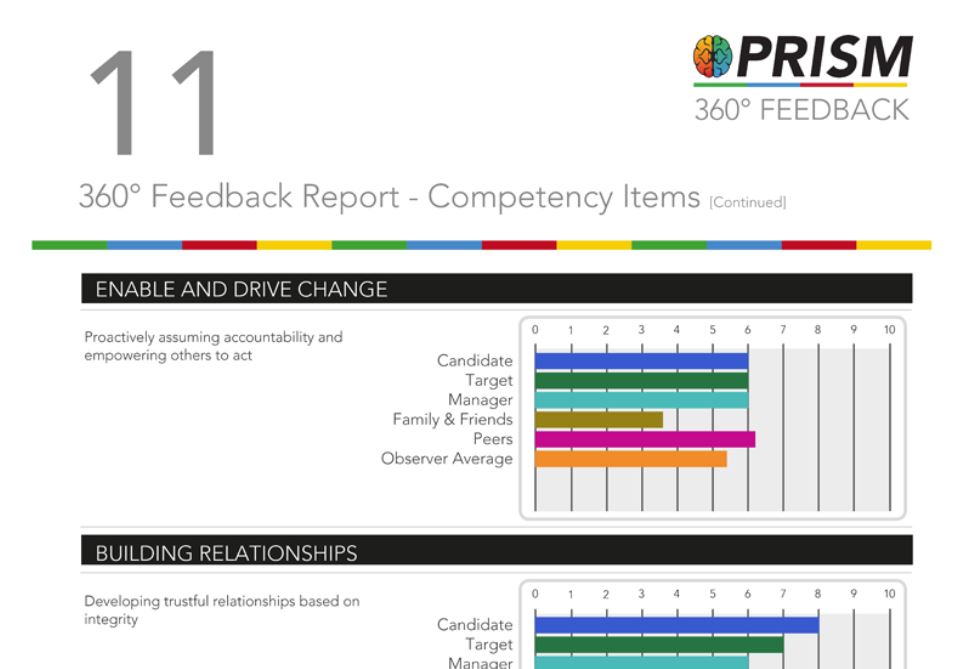 11
PRISM
360° FEEDBACK
360° Feedback Report - Competency Items [Continued]
ENABLE AND DRIVE CHANGE
Proactively assuming accountability and
empowering others to act
0 1 2 3 4 5 6 7 8 9 10
Candidate
Target
Manager
Family & Friends
Peers
Observer Average
BUILDING RELATIONSHIPS
Developing trustful relationships based on
integrity
0 1 2 3 4 5 6 7 8 9 10
Candidate
Target
Manager